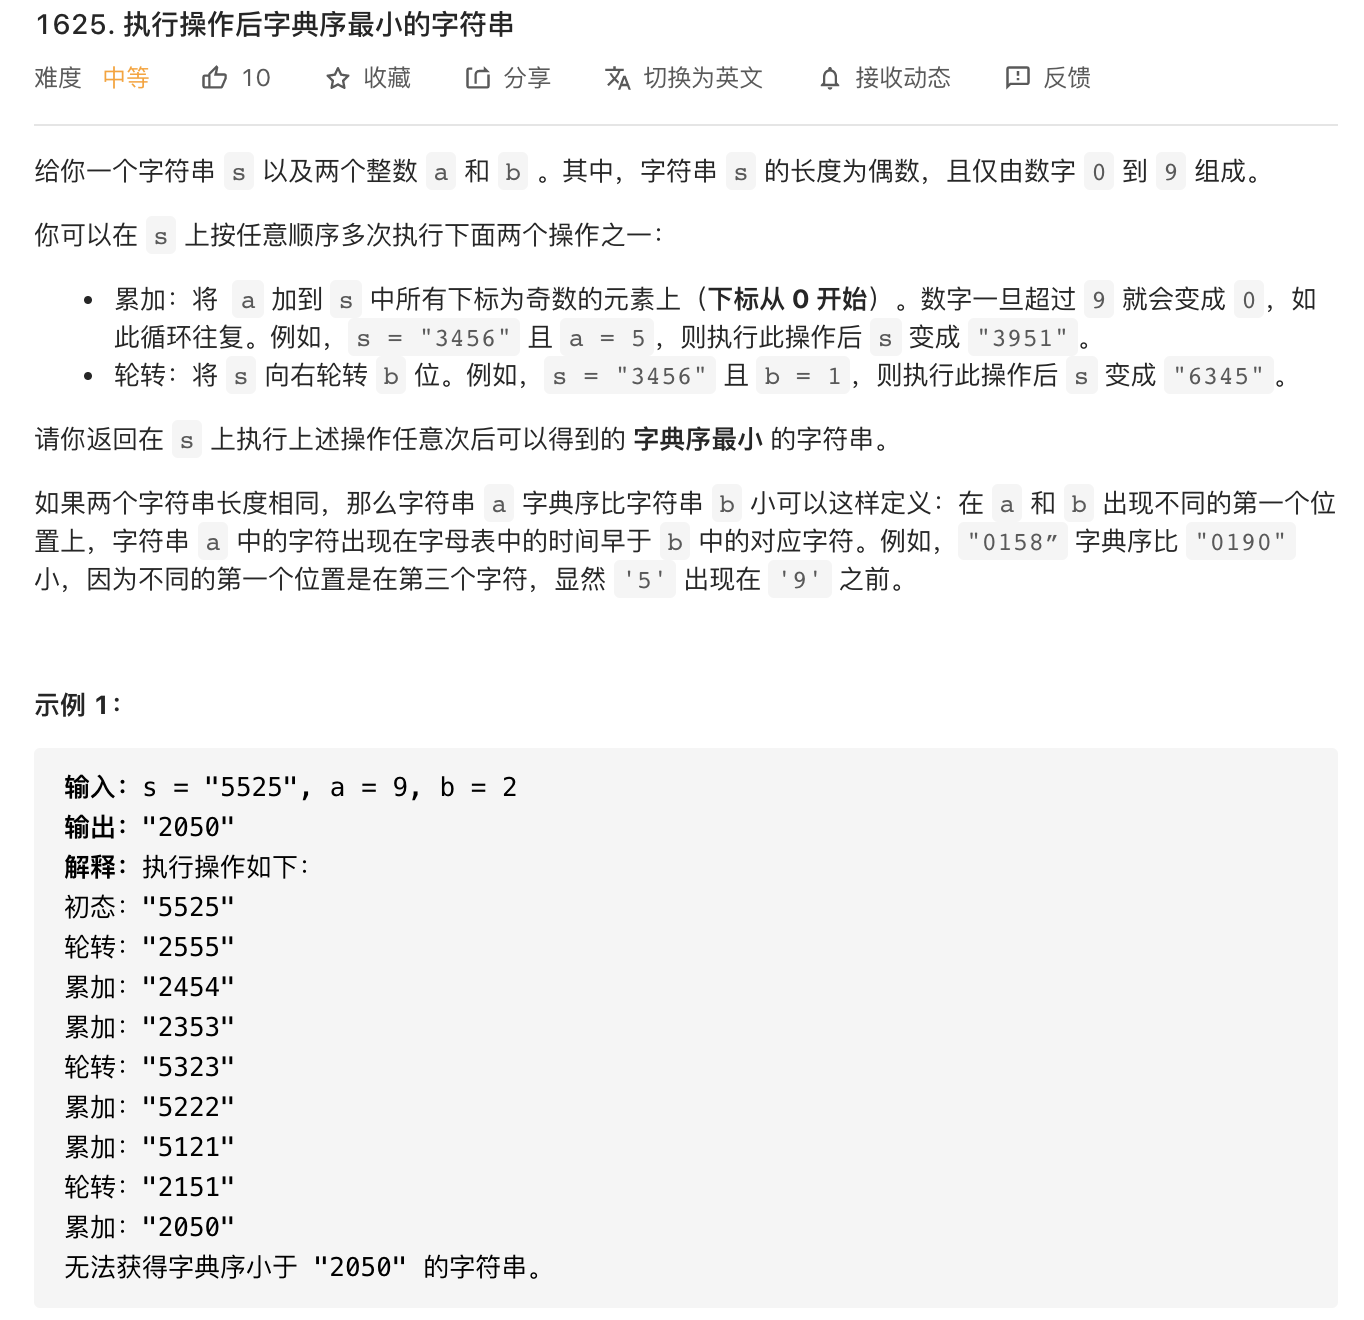 1625. 执行操作后字典序最小的字符串
难度 中等 10 收藏 分享 切换为英文 接收动态 反馈
给你一个字符串 s 以及两个整数 a 和 b 。其中，字符串 s 的长度为偶数，且仅由数字 0 到 9 组成。
你可以在 s 上按任意顺序多次执行下面两个操作之一：
• 累加：将 a 加到 s 中所有下标为奇数的元素上（下标从 0 开始）。数字一旦超过 9 就会变成 0，如
此循环往复。例如，s = "3456" 且 a = 5，则执行此操作后 s 变成 "3951"。
• 轮转：将 s 向右轮转 b 位。例如，s = "3456" 且 b = 1，则执行此操作后 s 变成 "6345"。
请你返回在 s 上执行上述操作任意次后可以得到的 字典序最小 的字符串。
如果两个字符串长度相同，那么字符串 a 字典序比字符串 b 小可以这样定义：在 a 和 b 出现不同的第一个位
置上，字符串 a 中的字符出现在字母表中的时间早于 b 中的对应字符。例如，"0158” 字典序比 "0190"
小，因为不同的第一个位置是在第三个字符，显然 '5' 出现在 '9' 之前。
示例 1：
输入：s = "5525", a = 9, b = 2
输出："2050"
解释：执行操作如下：
初态："5525"
轮转："2555"
累加："2454"
累加："2353"
轮转："5323"
累加："5222"
累加："5121"
轮转："2151"
累加："2050"
无法获得字典序小于 "2050" 的字符串。